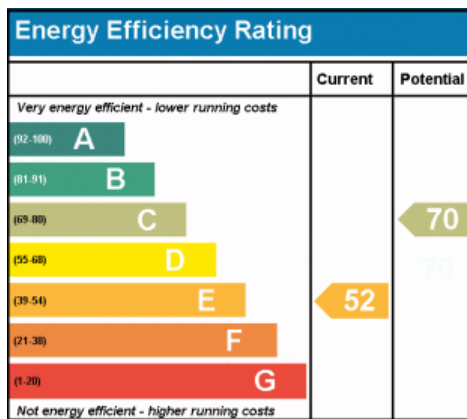 Energy Efficiency Rating
Current Potential
Very energy efficient - lower running costs
(92-100) A
(81-91) B
(69-80) C 70
(55-68) D
70
(39-54) E 52
(21-38) F
(1-20) G
Not energy efficient - higher running costs